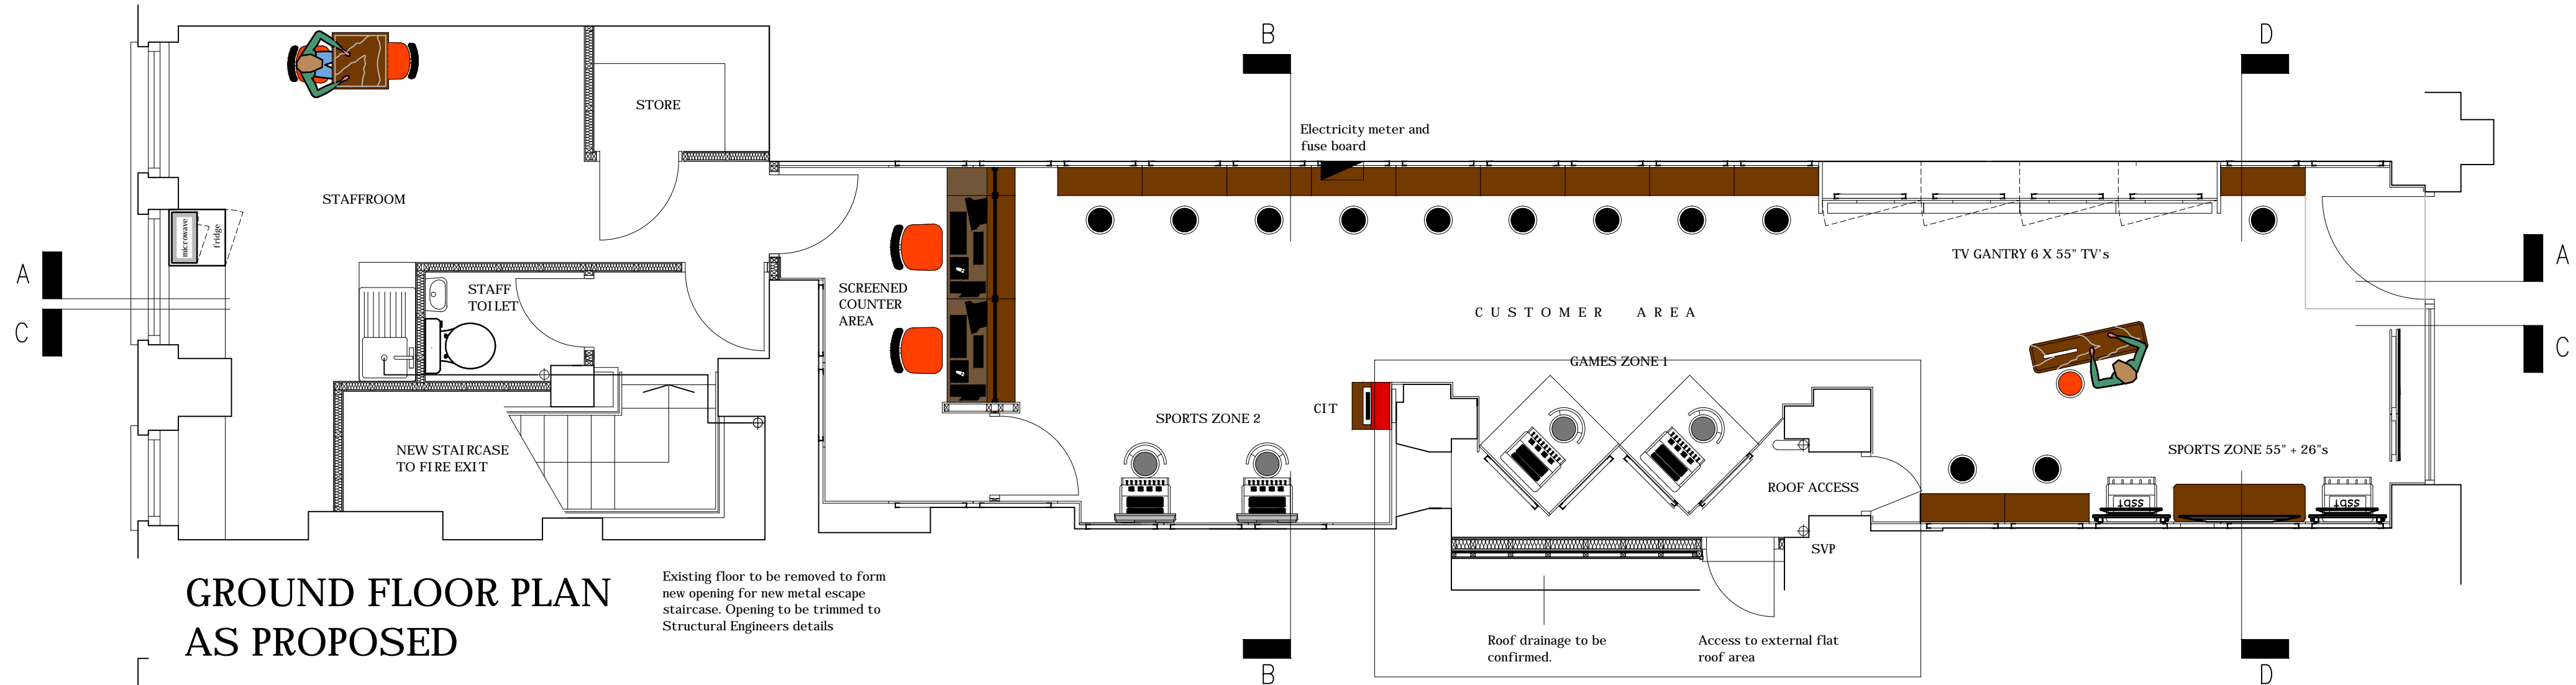 B
D
STORE
Electricity meter and
fuse board
STAFFROOM
microwave
fridge
A
C
STAFF
TOILET
SCREENED
COUNTER
AREA
TV GANTRY 6 X 55" TV's
A
C
CUSTOMER AREA
GAMES ZONE 1
CIT
SPORTS ZONE 2
NEW STAIRCASE
TO FIRE EXIT
SPORTS ZONE 55" + 26"s
ROOF ACCESS
SSBT
SSBT
SVP
GROUND FLOOR PLAN
AS PROPOSED
Existing floor to be removed to form
new opening for new metal escape
staircase. Opening to be trimmed to
Structural Engineers details
Roof drainage to be
confirmed.
Access to external flat
roof area
B
D